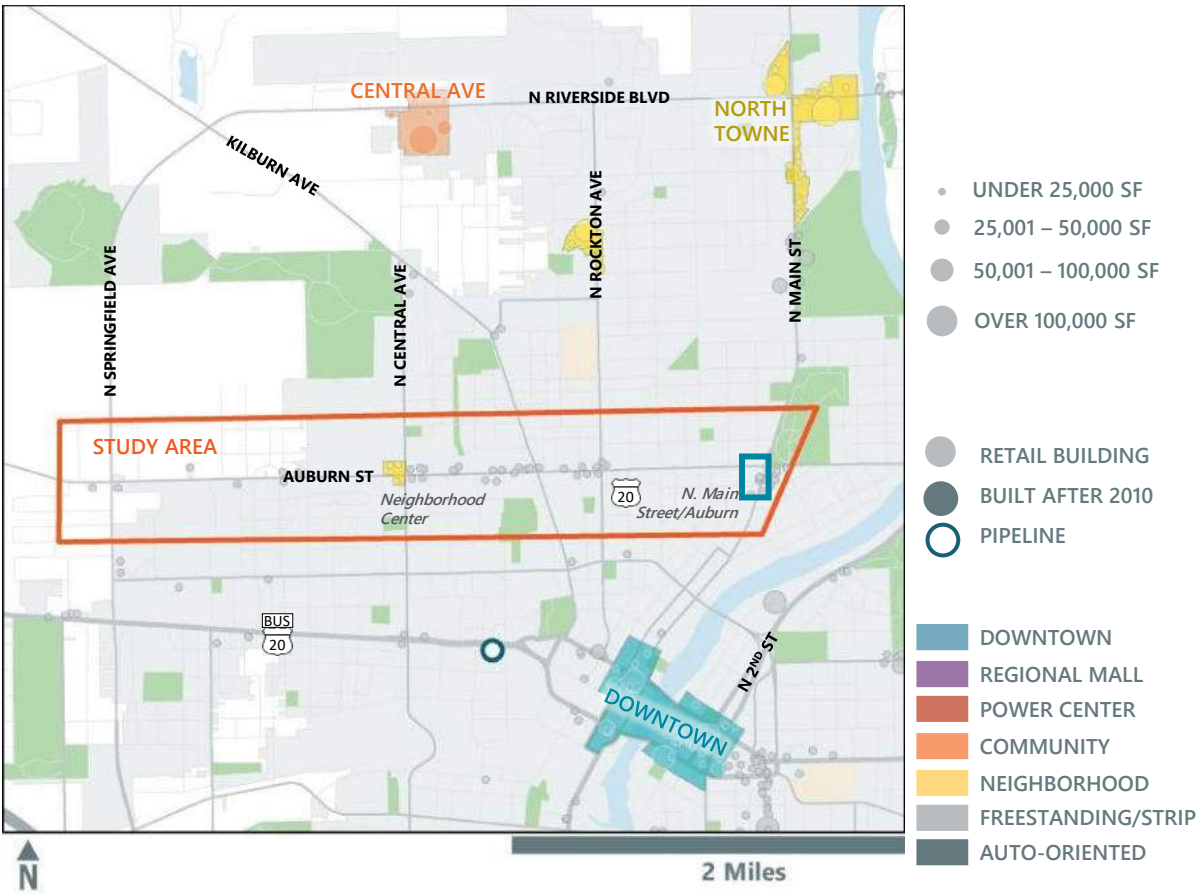 CENTRAL AVE
N RIVERSIDE BLVD
NORTH
TOWNE
KILBURN AVE
N ROCKTON AVE
N MAIN ST
N SPRINGFIELD AVE
N CENTRAL AVE
STUDY AREA
AUBURN ST
Neighborhood
Center
20
N. Main
Street/Auburn
BUS
20
N 2ND ST
DOWNTOWN
N
2 Miles
UNDER 25,000 SF
25,001 – 50,000 SF
50,001 – 100,000 SF
OVER 100,000 SF
RETAIL BUILDING
BUILT AFTER 2010
PIPELINE
DOWNTOWN
REGIONAL MALL
POWER CENTER
COMMUNITY
NEIGHBORHOOD
FREESTANDING/STRIP
AUTO-ORIENTED